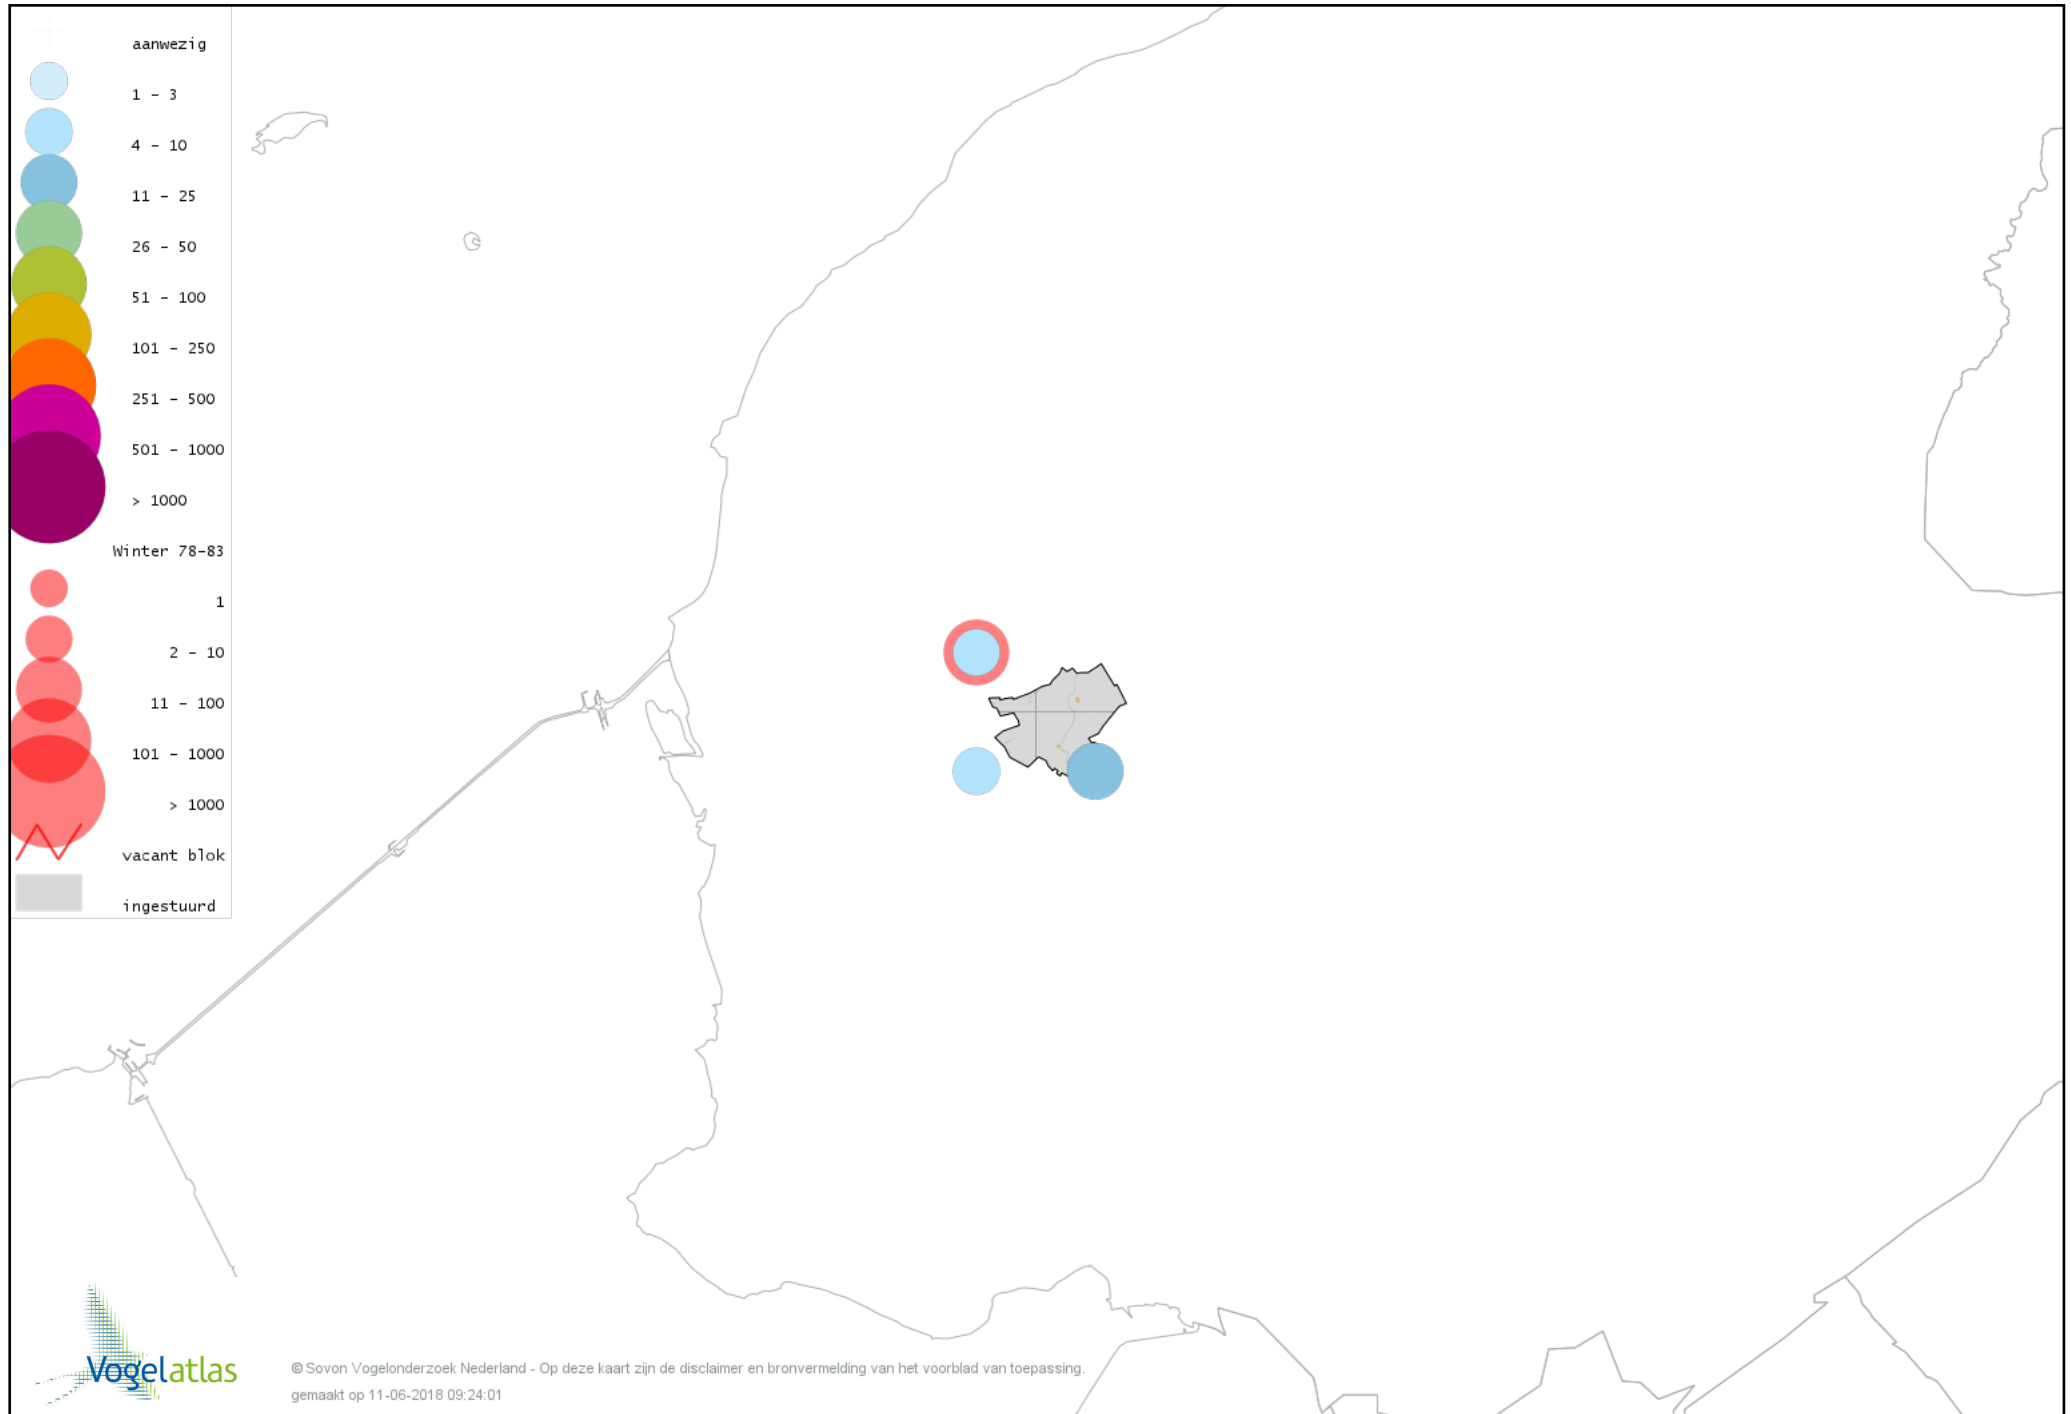 aanwezig
1 - 3
4 - 10
11 - 25
26 - 50
51 - 100
101 - 250
251 - 500
501 - 1000
> 1000
Winter 78-83
1
2 - 10
11 - 100
101 - 1000
> 1000
vacant blok
ingestuurd
Vogelatlas
© Sovon Vogelonderzoek Nederland - Op deze kaart zijn de disclaimer en bronvermelding van het voorblad van toepassing.
gemaakt op 11-06-2018 09:24:01